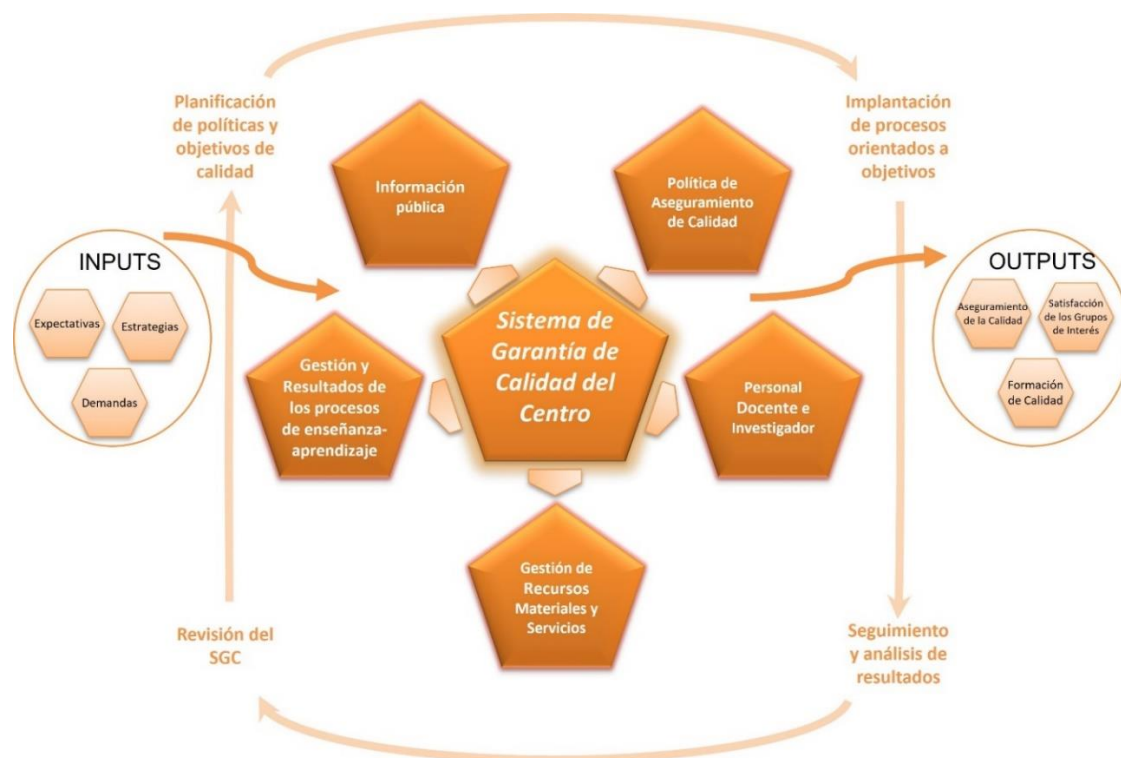 Planificación
de políticas y
objetivos de
calidad
Implantación
de procesos
orientados a
objetivos
Información
pública
Política de
Aseguramiento
de Calidad
INPUTS
Expectativas
Estrategias
Demandas
OUTPUTS
Aseguramiento
de la Calidad
Satisfacción
de los Grupos
de Interés
Formación
de Calidad
Sistema de
Garantía de
Calidad del
Centro
Gestión y
Resultados de
los procesos
de enseñanza-
aprendizaje
Personal
Docente e
Investigador
Gestión de
Recursos
Materiales y
Servicios
Revisión del
SGC
Seguimiento
y análisis de
resultados